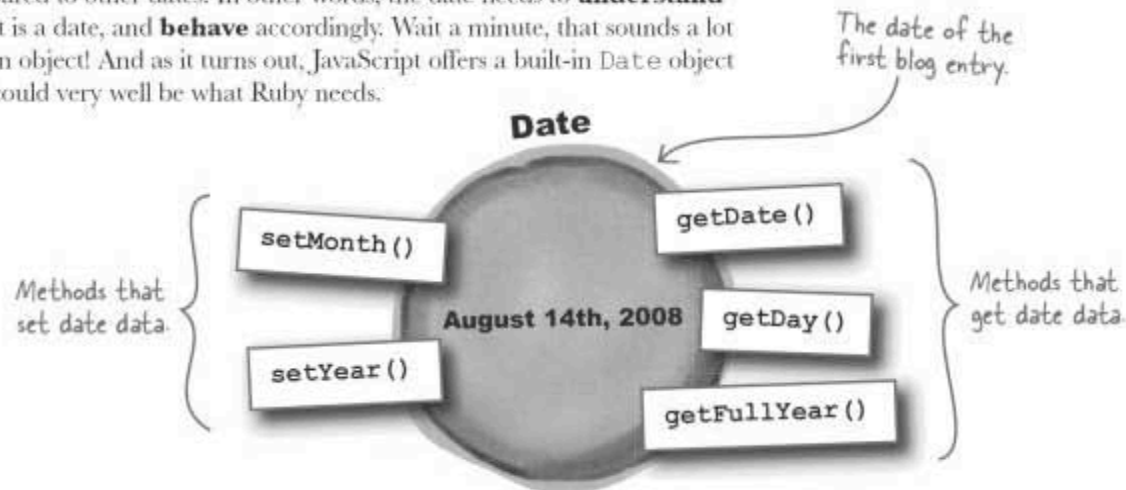 t is a date, and behave accordingly. Wait a minute, that sounds a lot
n object! And as it turns out, JavaScript offers a built-in Date object
ould very well be what Ruby needs.
The date of the
first blog entry.
Date
setMonth()
setYear()
Methods that
set date data.
August 14th, 2008
getDate()
getDay()
getFullYear()
Methods that
get date data.